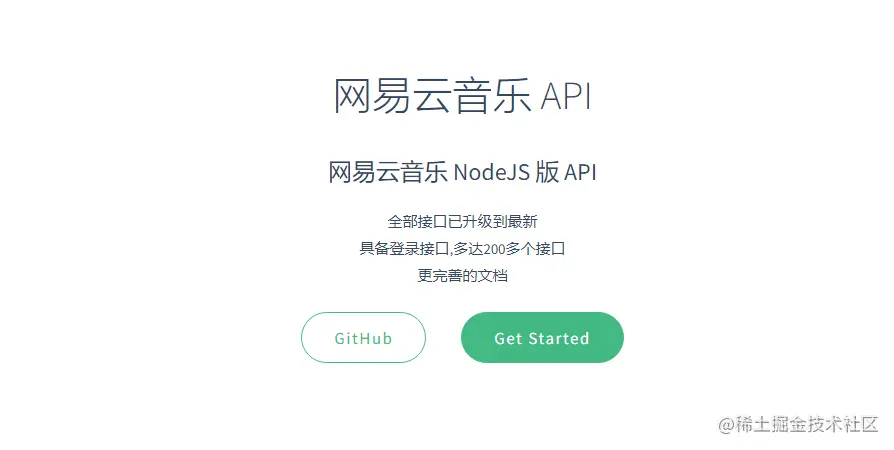 网易云音乐 API
网易云音乐 NodeJS 版 API
全部接口已升级到最新
具备登录接口,多达200多个接口
更完善的文档
GitHub
Get Started
@稀土掘金技术社区